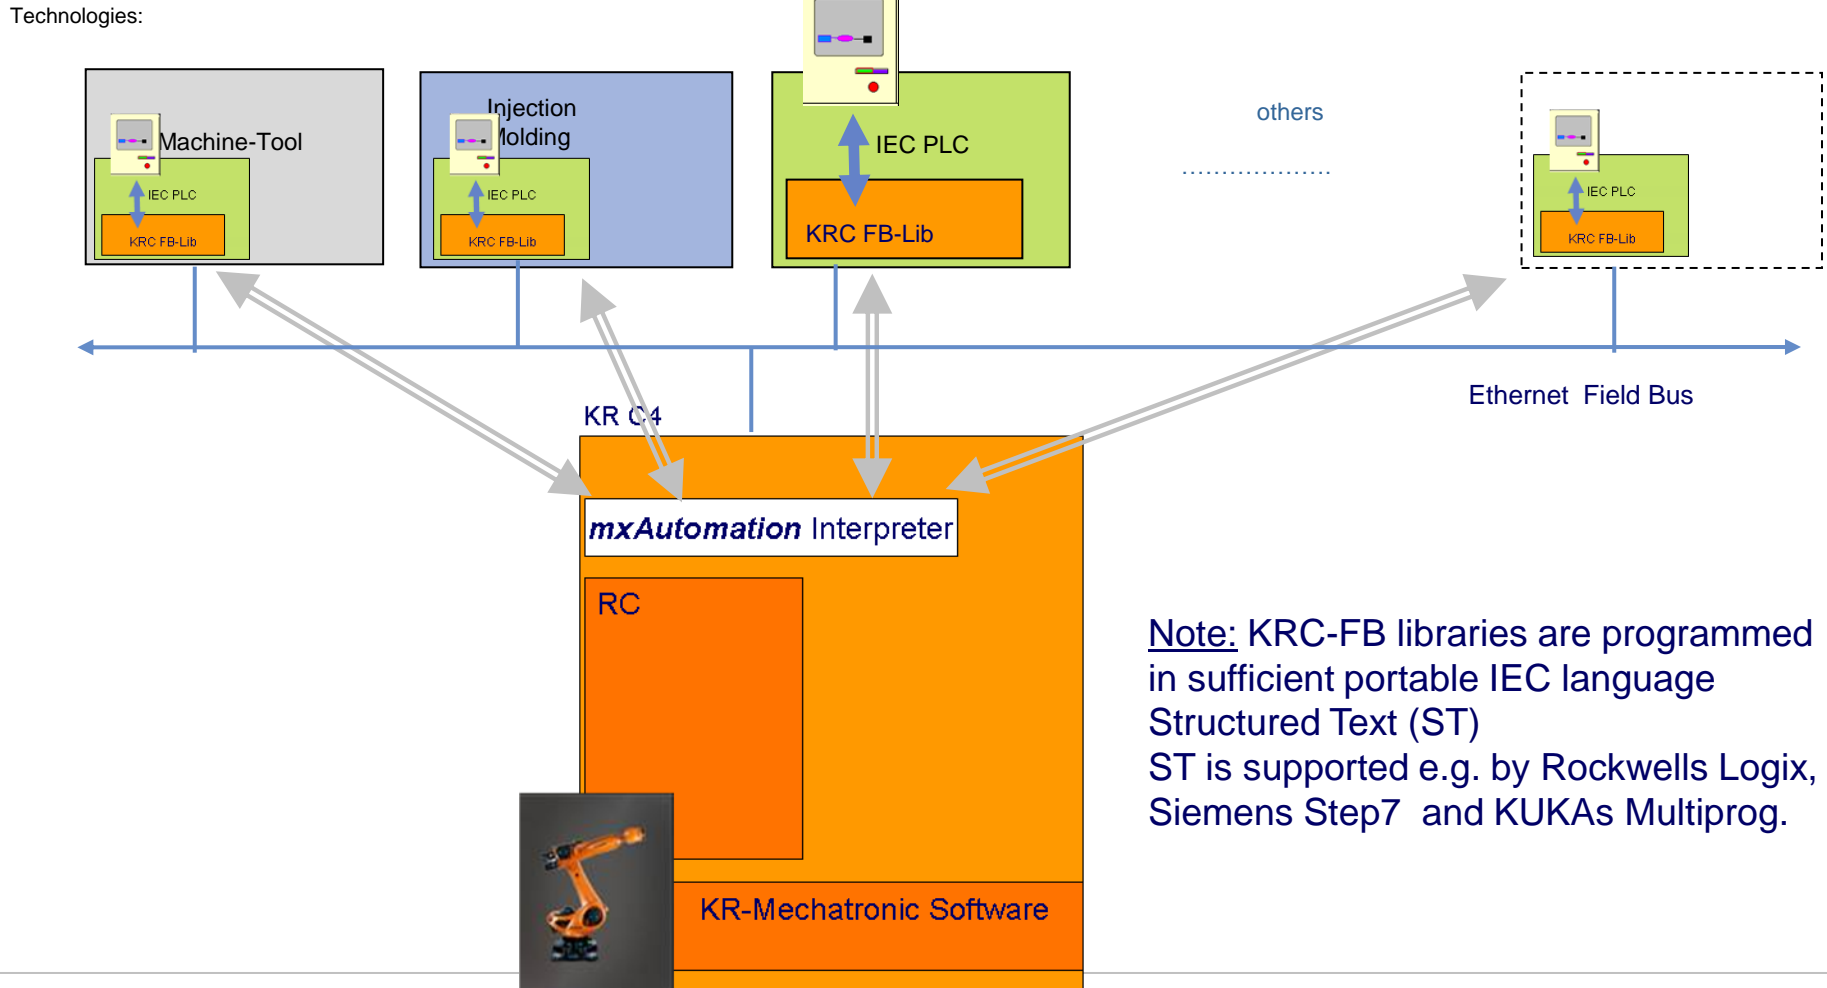 Technologies:
Machine-Tool
IEC PLC
KRC FB-Lib
Injection
Molding
IEC PLC
KRC FB-Lib
IEC PLC
KRC FB-Lib
others
...................
IEC PLC
KRC FB-Lib
Ethernet Field Bus
KR C4
mxAutomation Interpreter
RC
KR-Mechatronic Software
Note: KRC-FB libraries are programmed
in sufficient portable IEC language
Structured Text (ST)
ST is supported e.g. by Rockwells Logix,
Siemens Step7 and KUKAs Multiprog.